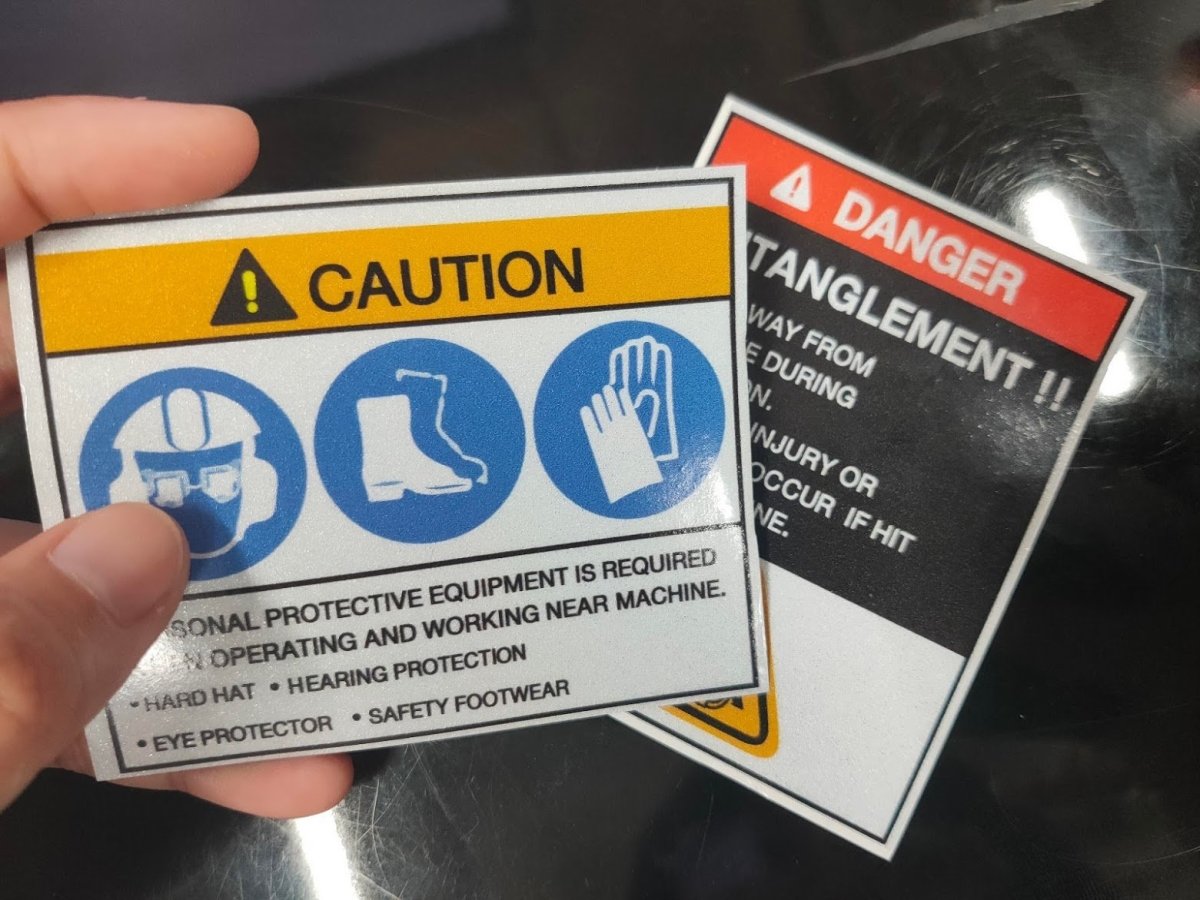 CAUTION
SONAL PROTECTIVE EQUIPMENT IS REQUIRED
N OPERATING AND WORKING NEAR MACHINE.
• HARD HAT • HEARING PROTECTION
• EYE PROTECTOR • SAFETY FOOTWEAR
DANGER
TANGLEMENT !!
WAY FROM
E DURING
ON.
INJURY OR
OCCUR IF HIT
NE.